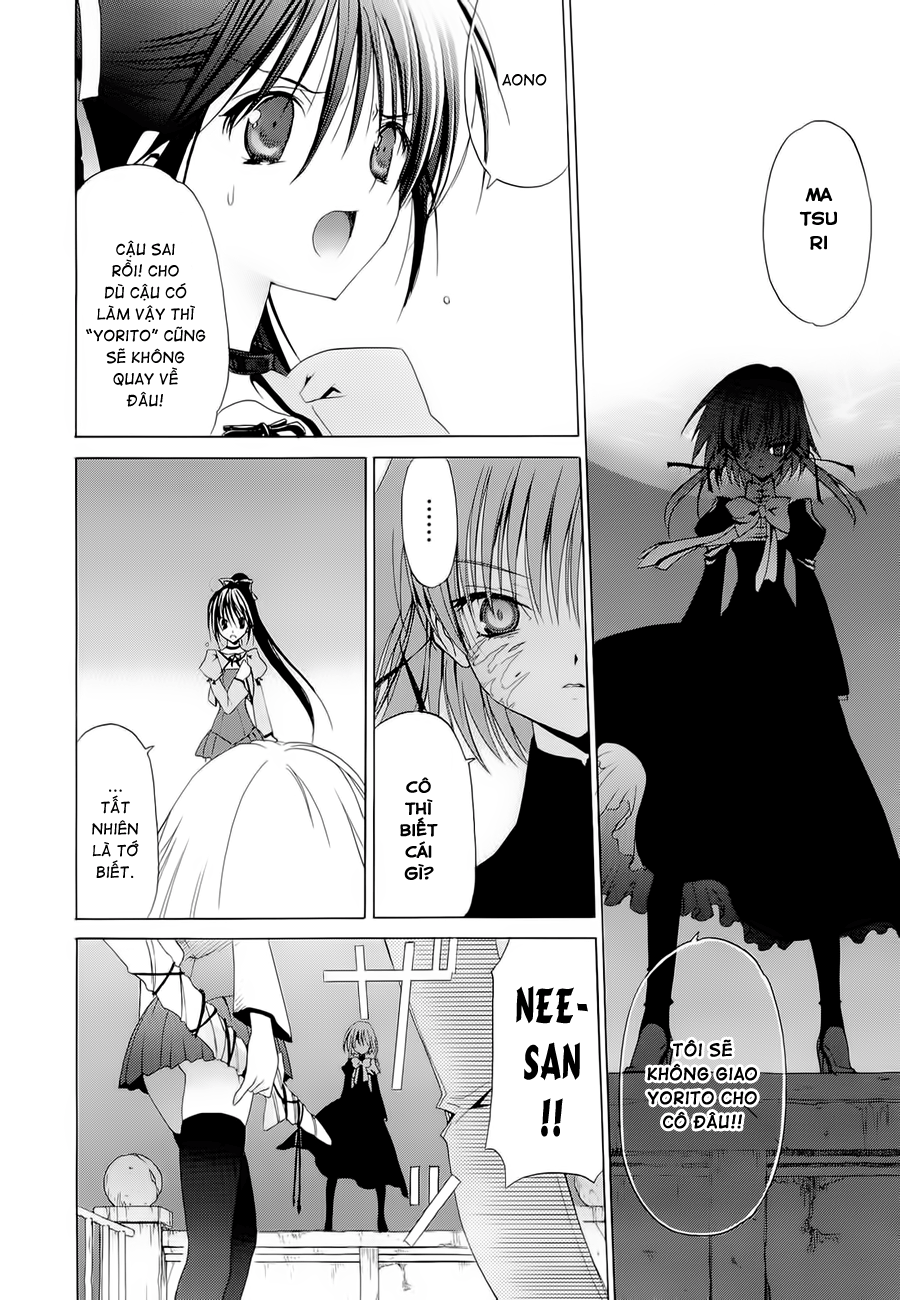 MA
TSU
RI
TÔI SẼ
KHÔNG GIAO
YORITO CHO
CÔ ĐÂU!!
AONO
CẬU SAI
RỒI! CHO
DÙ CẬU CÓ
LÀM VẬY THÌ
“YORITO” CŨNG
SẼ KHÔNG
QUAY VỀ
ĐÂU!
......
CÔ
THÌ
BIẾT
CÁI
GÌ?
...
TẤT
NHIÊN
LÀ TỚ
BIẾT.
NEE-
SAN
!!